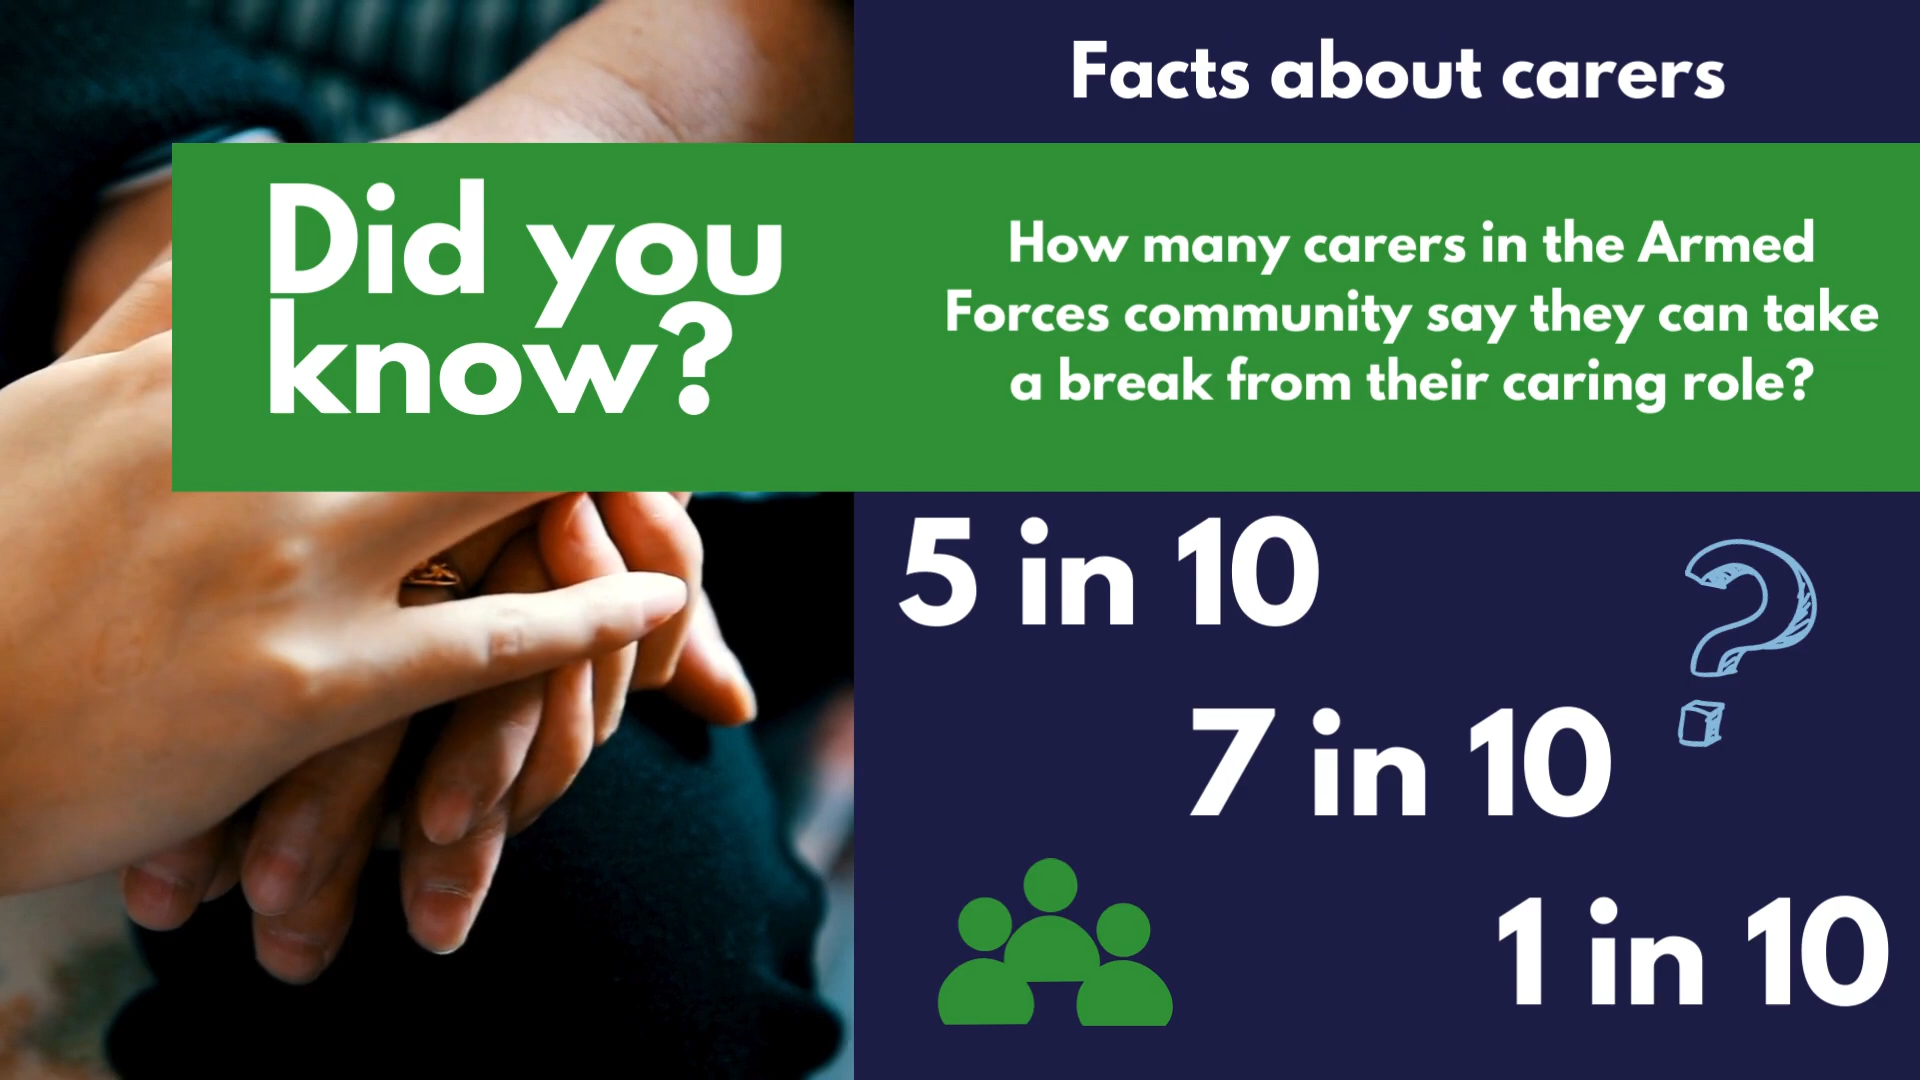 Facts about carers
Did you
know?
How many carers in the Armed
Forces community say they can take
a break from their caring role?
5 in 10
7 in 10
1 in 10
?